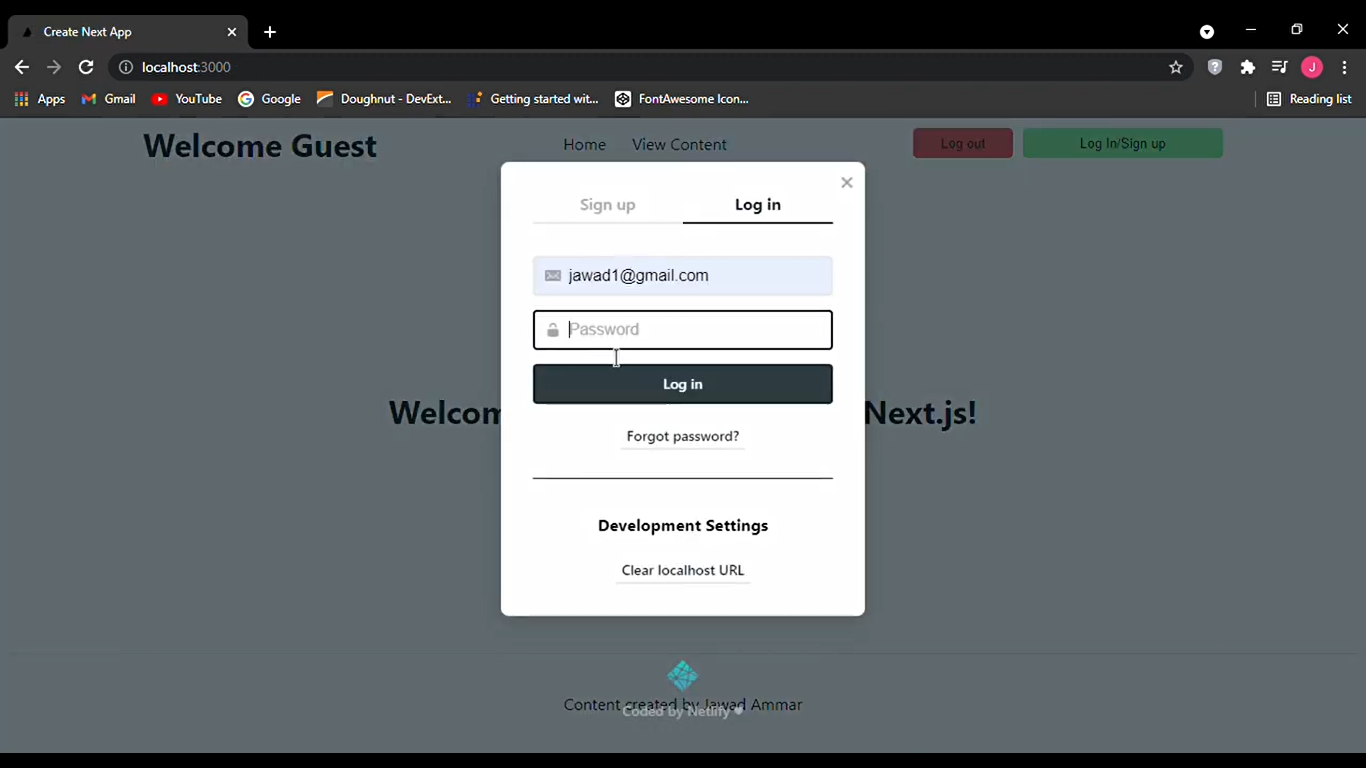 Create Next App
localhost:3000
J
Apps
Gmail
YouTube
Google
Doughnut - DevExt...
Getting started wit...
FontAwesome Icon...
Reading list
Welcome Guest
Home
View Content
Log out
Log In/Sign up
Sign up
Log in
jawad1@gmail.com
Password
Log in
Welcom Next.js!
Forgot password?
Development Settings
Clear localhost URL
Content created by Jawad Ammar
Coded by Netlify